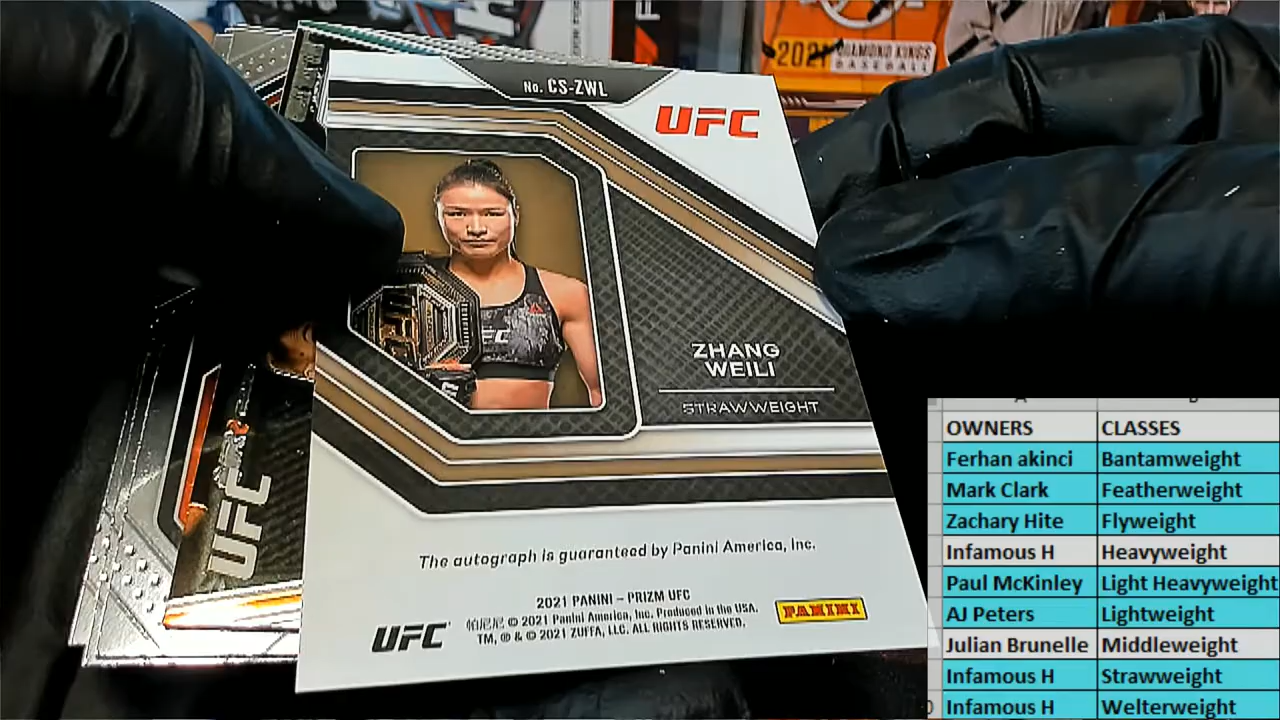 2021 DIAMOND KINGS
BASEBALL
No. CS-ZWL
UFC
ZHANG
WEILI
STRAWWEIGHT
UFC
The autograph is guaranteed by Panini America, Inc.
2021 PANINI – PRIZM UFC
帕尼尼 © 2021 Panini America, Inc. Produced in the USA.
TM, ® & © 2021 ZUFFA, LLC. ALL RIGHTS RESERVED.
UFC
PANINI
OWNERS CLASSES
Ferhan akinci Bantamweight
Mark Clark Featherweight
Zachary Hite Flyweight
Infamous H Heavyweight
Paul McKinley Light Heavyweight
AJ Peters Lightweight
Julian Brunelle Middleweight
Infamous H Strawweight
Infamous H Welterweight